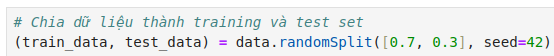 # Chia dữ liệu thành training và test set
(train_data, test_data) = data.randomSplit([0.7, 0.3], seed=42)